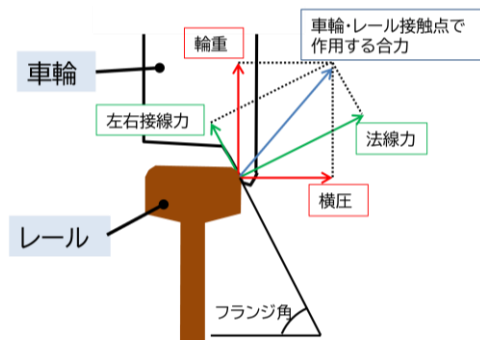 輪重
車輪・レール接触点で
作用する合力
車輪
左右接線力
法線力
横圧
レール
フランジ角